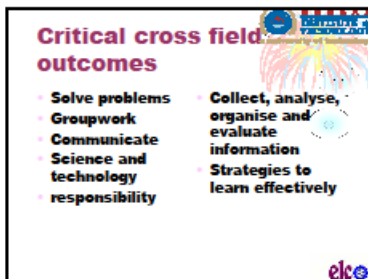 Critical cross field
outcomes
Solve problems
Groupwork
Communicate
Science and
technology
responsibility
Collect, analyse,
organise and
evaluate
information
Strategies to
learn effectively